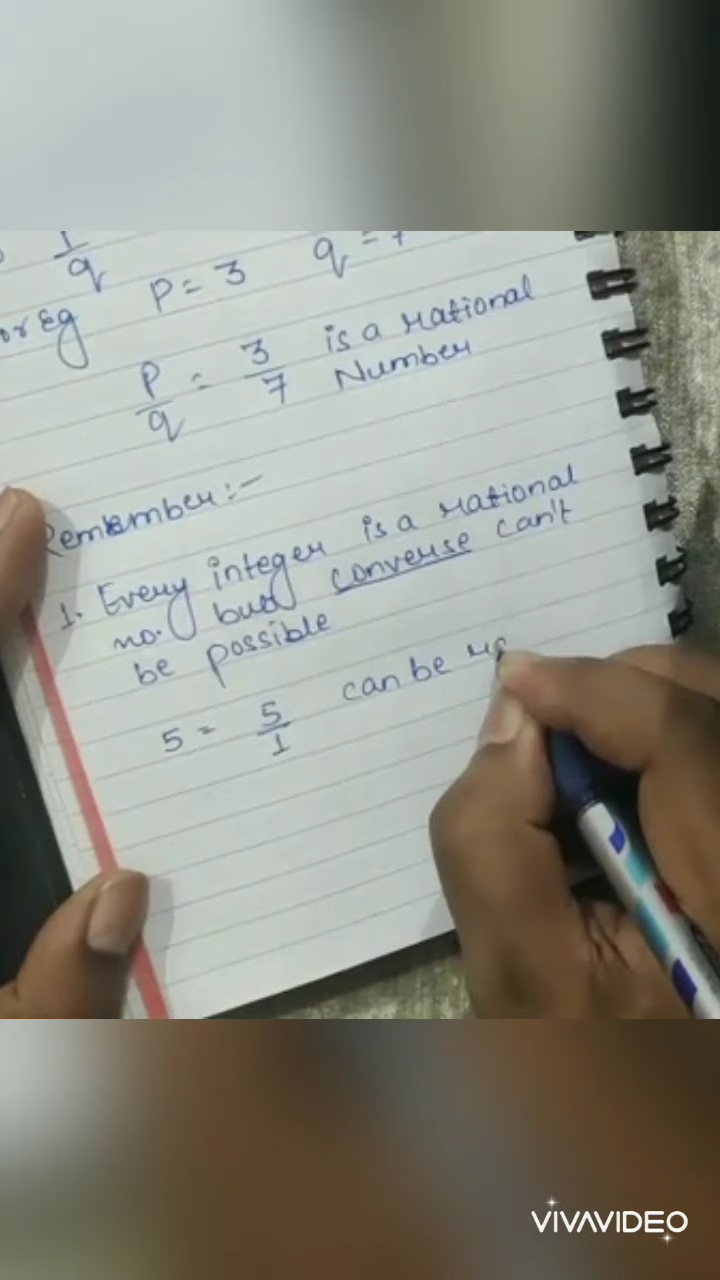 q
or Eg P = 3 q = 7
P/q = 3/7 is a rational
Number
Remember :-
1. Every integer is a rational
no. but converse can't
be possible
5 = 5/1 can be
VIVAVIDEO